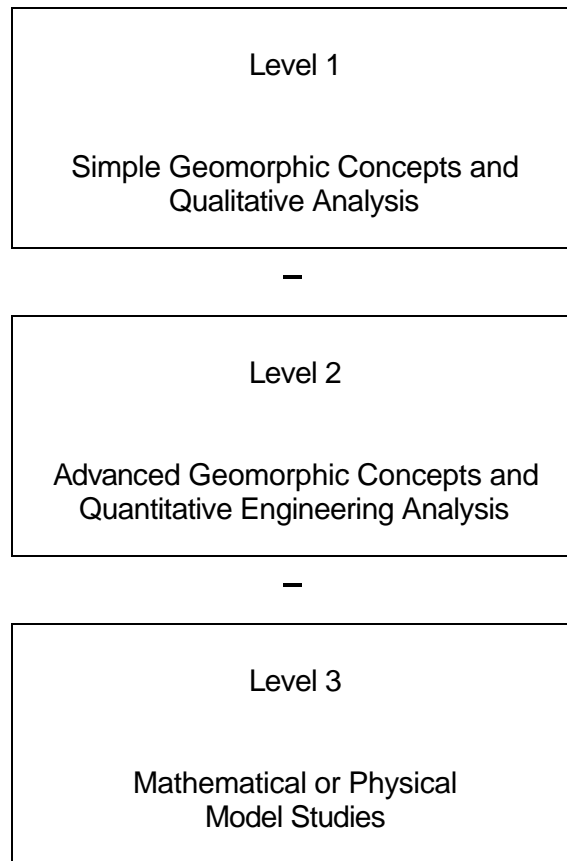 Level 1
Simple Geomorphic Concepts and
Qualitative Analysis
Level 2
Advanced Geomorphic Concepts and
Quantitative Engineering Analysis
Level 3
Mathematical or Physical
Model Studies